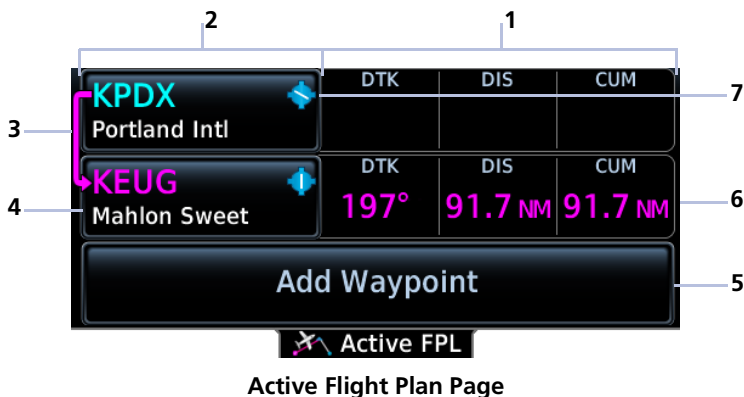 2 1
KPDX DTK DIS CUM 7
Portland Intl
3
KEUG DTK DIS CUM
4 Mahlon Sweet 197° 91.7 NM 91.7 NM 6
Add Waypoint 5
Active FPL
Active Flight Plan Page